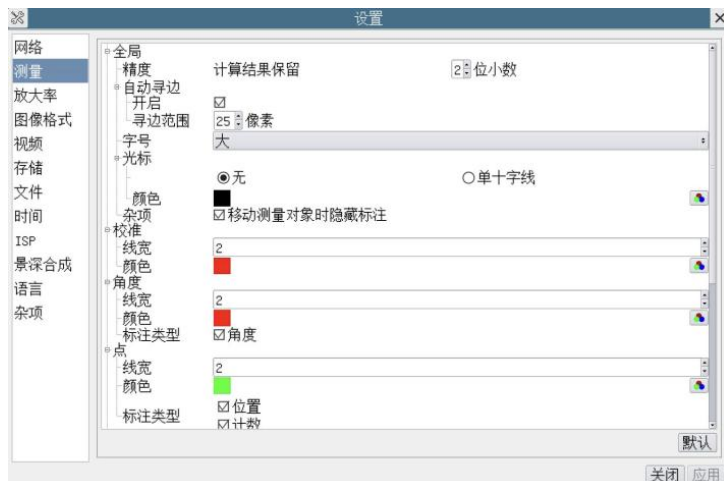 设置
网络
测量
放大率
图像格式
视频
存储
文件
时间
ISP
景深合成
语言
杂项
全局
精度 计算结果保留 2 位小数
自动寻边
开启
寻边范围 25 像素
字号 大
光标
无 单十字线
颜色
杂项 移动测量对象时隐藏标注
校准
线宽 2
颜色
角度
线宽 2
颜色
标注类型 角度
点
线宽 2
颜色
标注类型 位置
计数
默认
关闭 应用